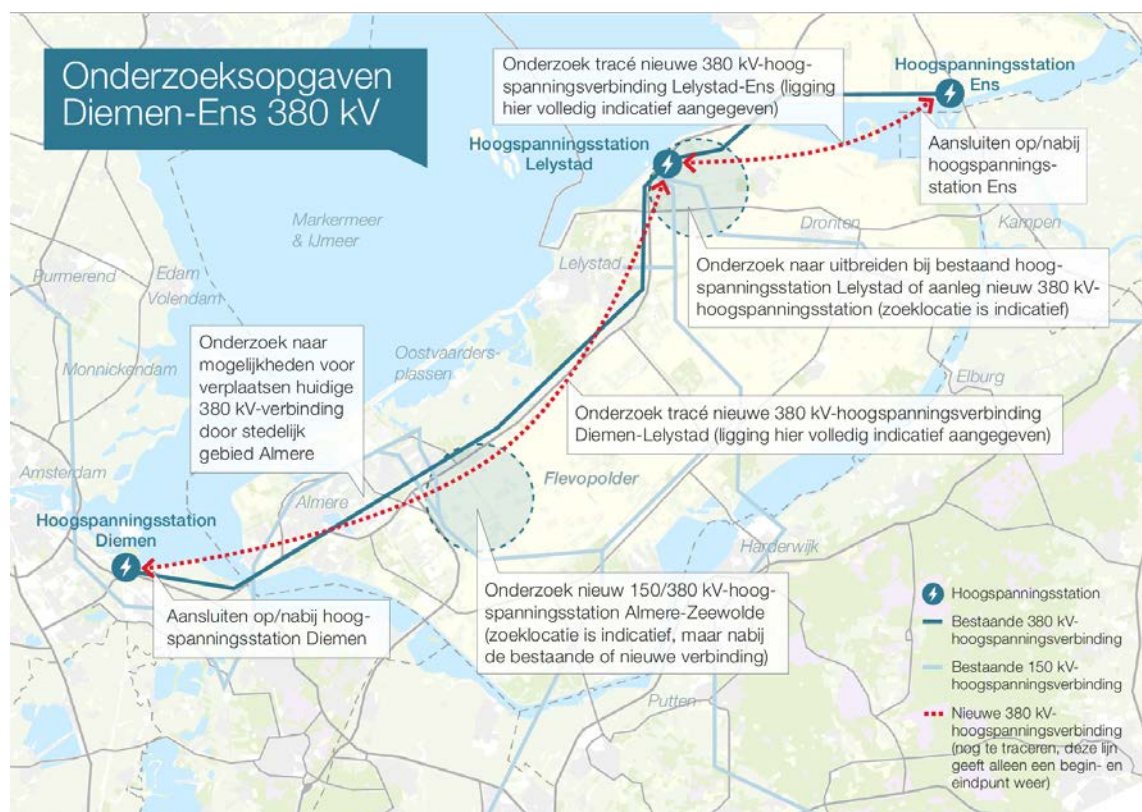 Onderzoeksopgaven
Diemen-Ens 380 kV
Onderzoek tracé nieuwe 380 kV-hoog-
spanningsverbinding Lelystad-Ens (ligging
hier volledig indicatief aangegeven)
Hoogspanningsstation
Ens
Hoogspanningsstation
Lelystad
Aansluiten op/nabij
hoogspannings-
station Ens
Markermeer
& IJmeer
Dronten
Kampen
Purmerend
Edam
Volendam
Lelystad
Onderzoek naar uitbreiden bij bestaand hoog-
spanningsstation Lelystad of aanleg nieuw 380 kV-
hoogspanningsstation (zoeklocatie is indicatief)
Onderzoek naar
mogelijkheden voor
verplaatsen huidige
380 kV-verbinding
door stedelijk
gebied Almere
Oostvaarders-
plassen
Monnickendam
Elburg
Onderzoek tracé nieuwe 380 kV-hoogspanningsverbinding
Diemen-Lelystad (ligging hier volledig indicatief aangegeven)
Amsterdam
Almere
Flevopolder
Hoogspanningsstation
Diemen
Harderwijk
Aansluiten op/nabij hoog-
spanningsstation Diemen
Onderzoek nieuw 150/380 kV-hoog-
spanningsstation Almere-Zeewolde
(zoeklocatie is indicatief, maar nabij
de bestaande of nieuwe verbinding)
Putten
Hoogspanningsstation
Bestaande 380 kV-
hoogspanningsverbinding
Bestaande 150 kV-
hoogspanningsverbinding
Nieuwe 380 kV-
hoogspanningsverbinding
(nog te traceren, deze lijn
geeft alleen een begin- en
eindpunt weer)